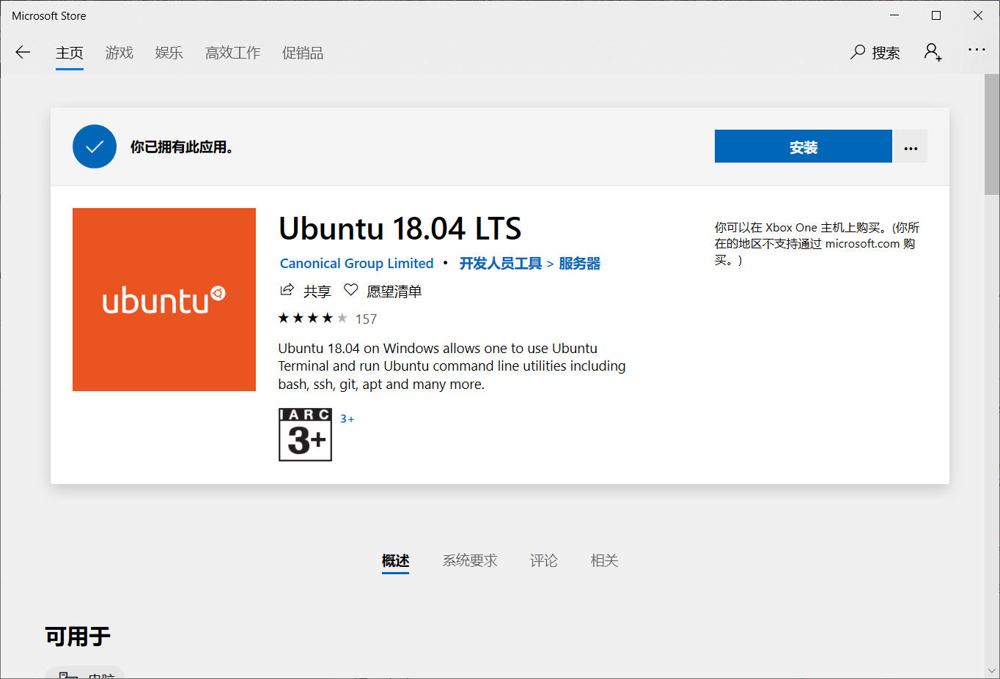 Microsoft Store
主页 游戏 娱乐 高效工作 促销品 搜索
你已拥有此应用。
安装
ubuntu
Ubuntu 18.04 LTS
Canonical Group Limited • 开发人员工具 > 服务器
共享 愿望清单
157
Ubuntu 18.04 on Windows allows one to use Ubuntu
Terminal and run Ubuntu command line utilities including
bash, ssh, git, apt and many more.
IARC
3+
3+
你可以在 Xbox One 主机上购买。(你所
在的地区不支持通过 microsoft.com 购
买。)
概述 系统要求 评论 相关
可用于
电脑